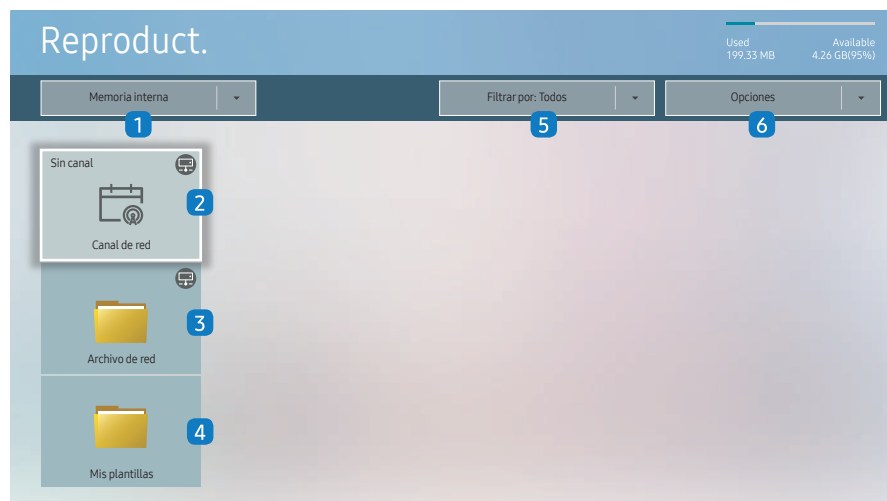 Reproduct.
Used Available
199.33 MB 4.26 GB(95%)
Memoria interna Filtrar por: Todos Opciones
1 5 6
Sin canal
2
Canal de red
3
Archivo de red
4
Mis plantillas